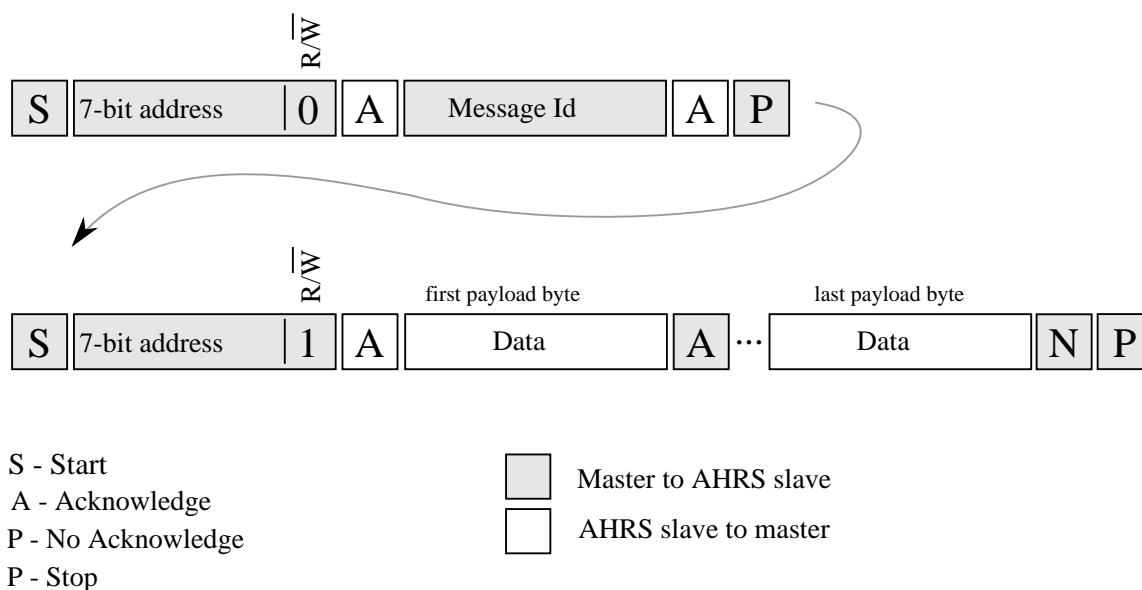 R/W
S 7-bit address 0 A Message Id A P
R/W
first payload byte last payload byte
S 7-bit address 1 A Data A ... Data N P
S - Start
A - Acknowledge
P - No Acknowledge
P - Stop
Master to AHRS slave
AHRS slave to master